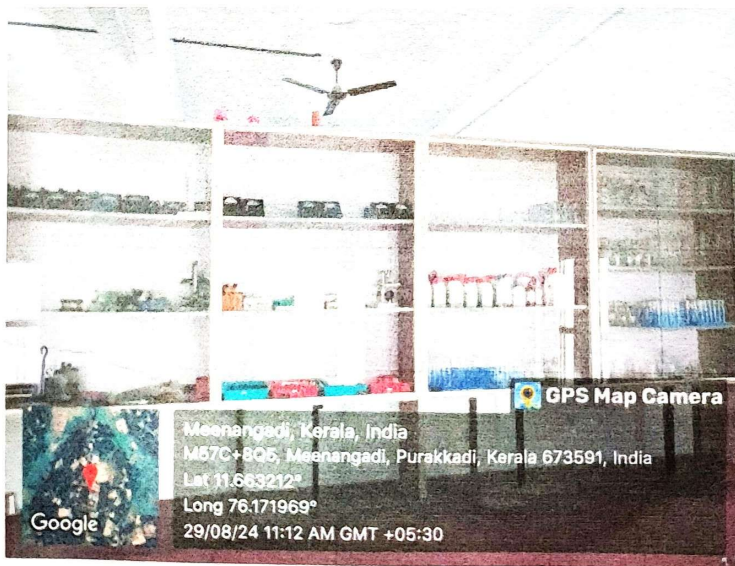 GPS Map Camera
Meenangadi, Kerala, India
M57C+8Q5, Meenangadi, Purakkadi, Kerala 673591, India
Lat 11.663212°
Long 76.171969°
29/08/24 11:12 AM GMT +05:30
Google